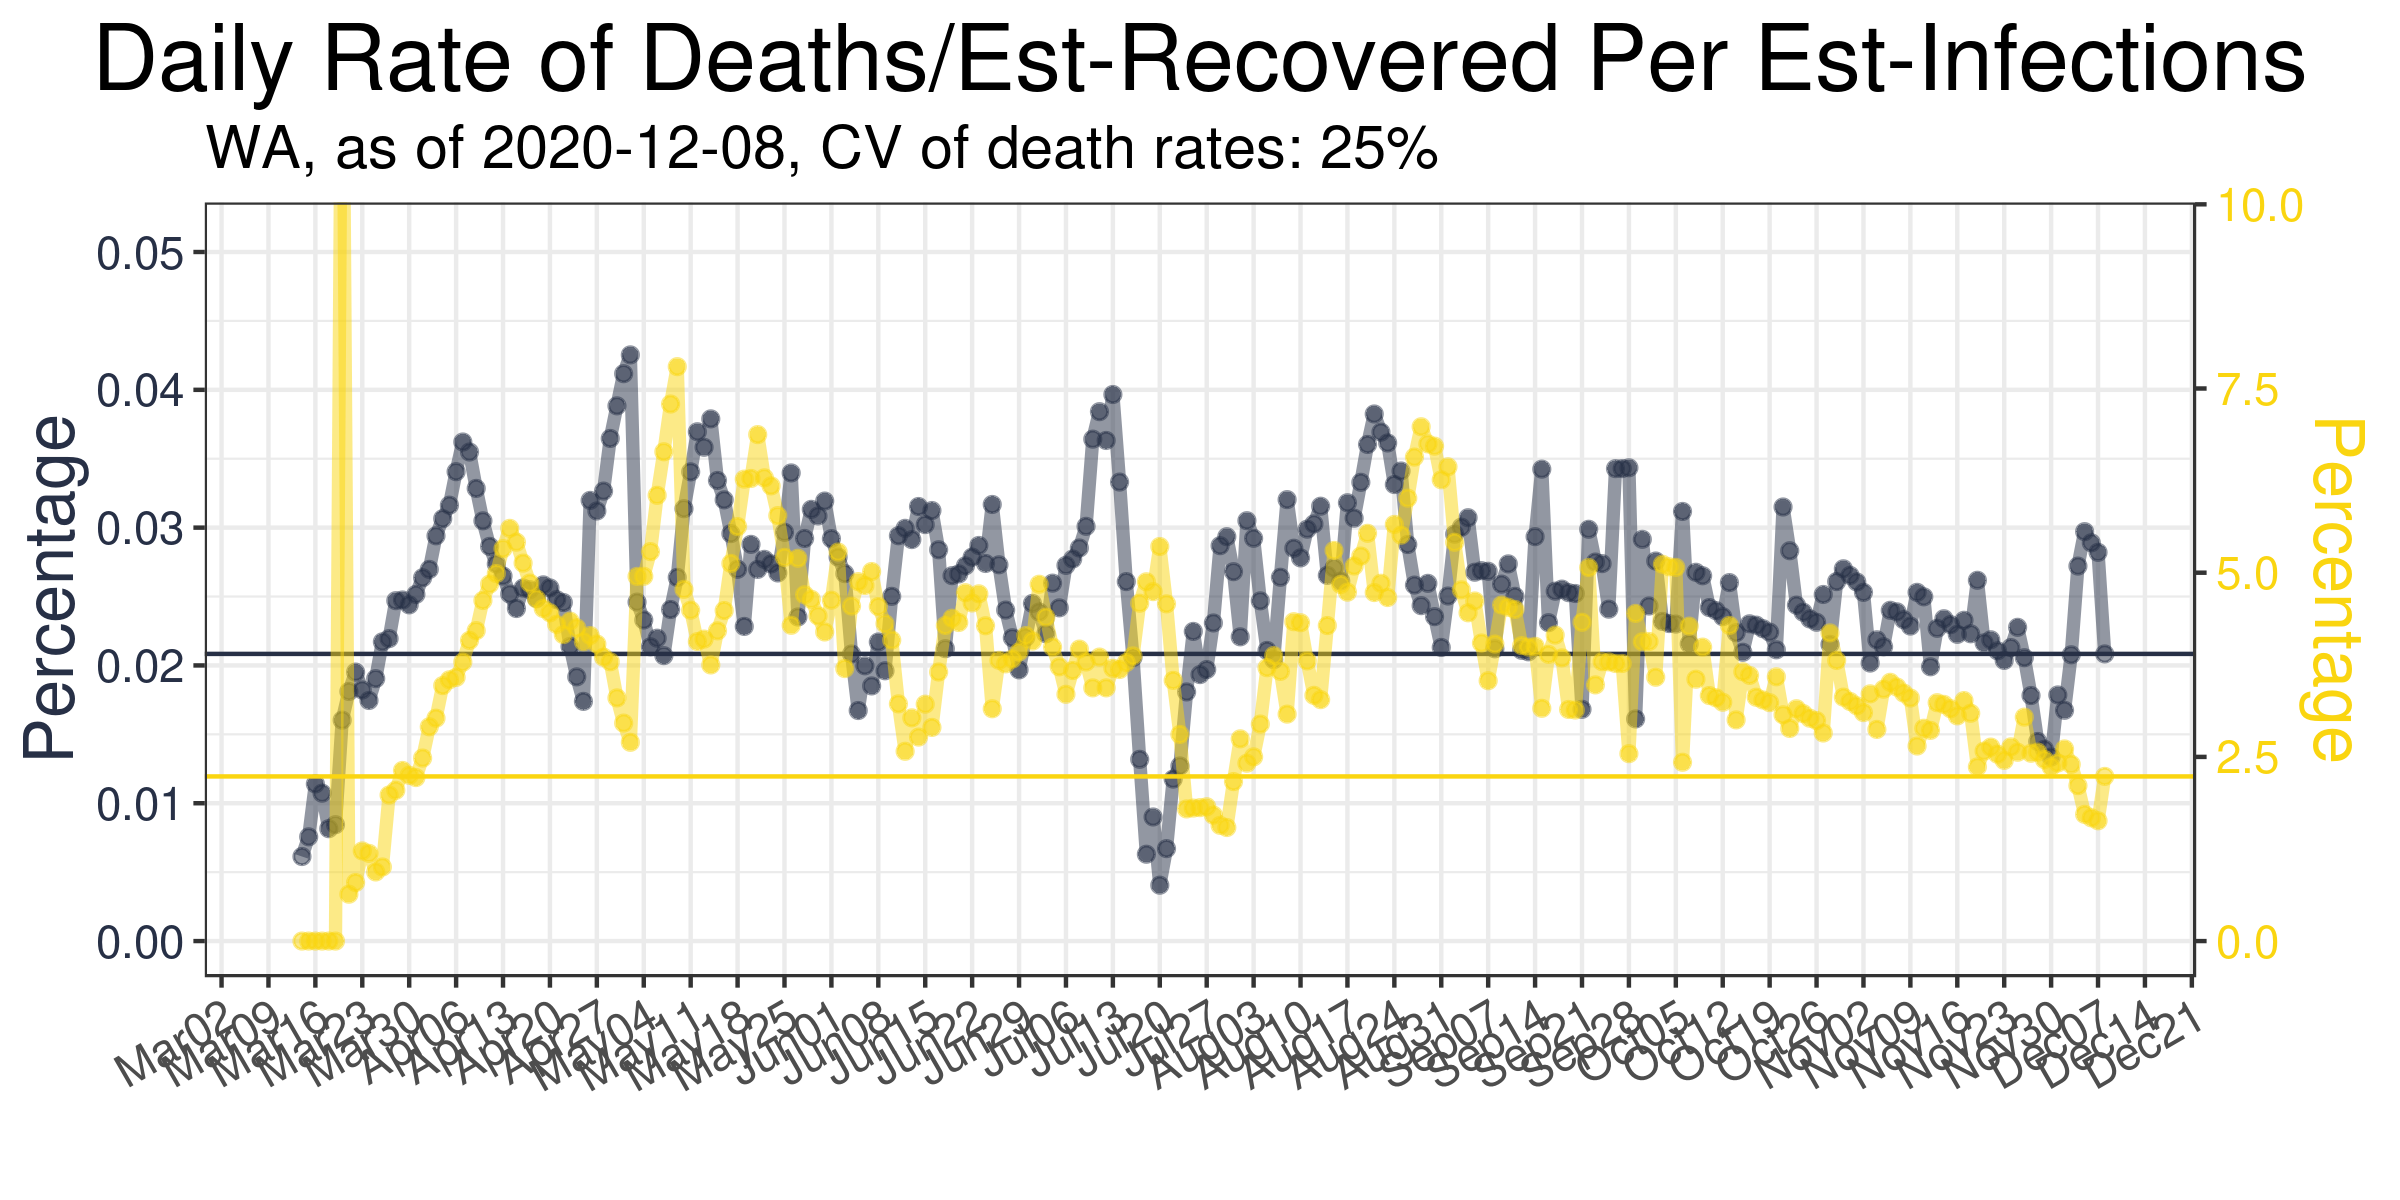 Daily Rate of Deaths/Est-Recovered Per Est-Infections
WA, as of 2020-12-08, CV of death rates: 25%
Percentage
0.05
0.04
0.03
0.02
0.01
0.00
10.0
7.5
5.0
2.5
0.0
Percentage
Mar02
Mar09
Mar16
Mar23
Mar30
Apr06
Apr13
Apr20
Apr27
May04
May11
May18
May25
Jun01
Jun08
Jun15
Jun22
Jun29
Jul06
Jul13
Jul20
Jul27
Aug03
Aug10
Aug17
Aug24
Aug31
Sep07
Sep14
Sep21
Sep28
Oct05
Oct12
Oct19
Oct26
Nov02
Nov09
Nov16
Nov23
Nov30
Dec07
Dec14
Dec21